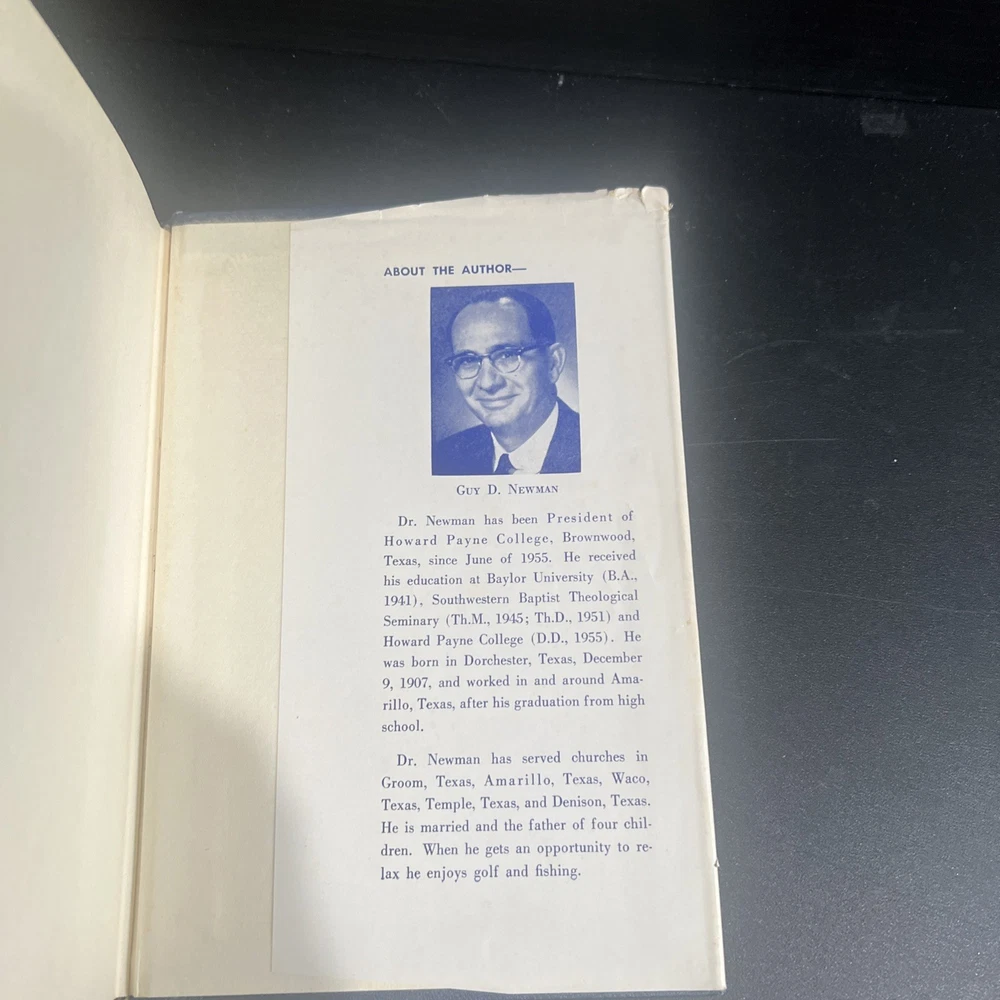 ABOUT THE AUTHOR—
GUY D. NEWMAN
Dr. Newman has been President of
Howard Payne College, Brownwood,
Texas, since June of 1955. He received
his education at Baylor University (B.A.,
1941), Southwestern Baptist Theological
Seminary (Th.M., 1945; Th.D., 1951) and
Howard Payne College (D.D., 1955). He
was born in Dorchester, Texas, December
9, 1907, and worked in and around Ama-
rillo, Texas, after his graduation from high
school.
Dr. Newman has served churches in
Groom, Texas, Amarillo, Texas, Waco,
Texas, Temple, Texas, and Denison, Texas.
He is married and the father of four chil-
dren. When he gets an opportunity to re-
lax he enjoys golf and fishing.